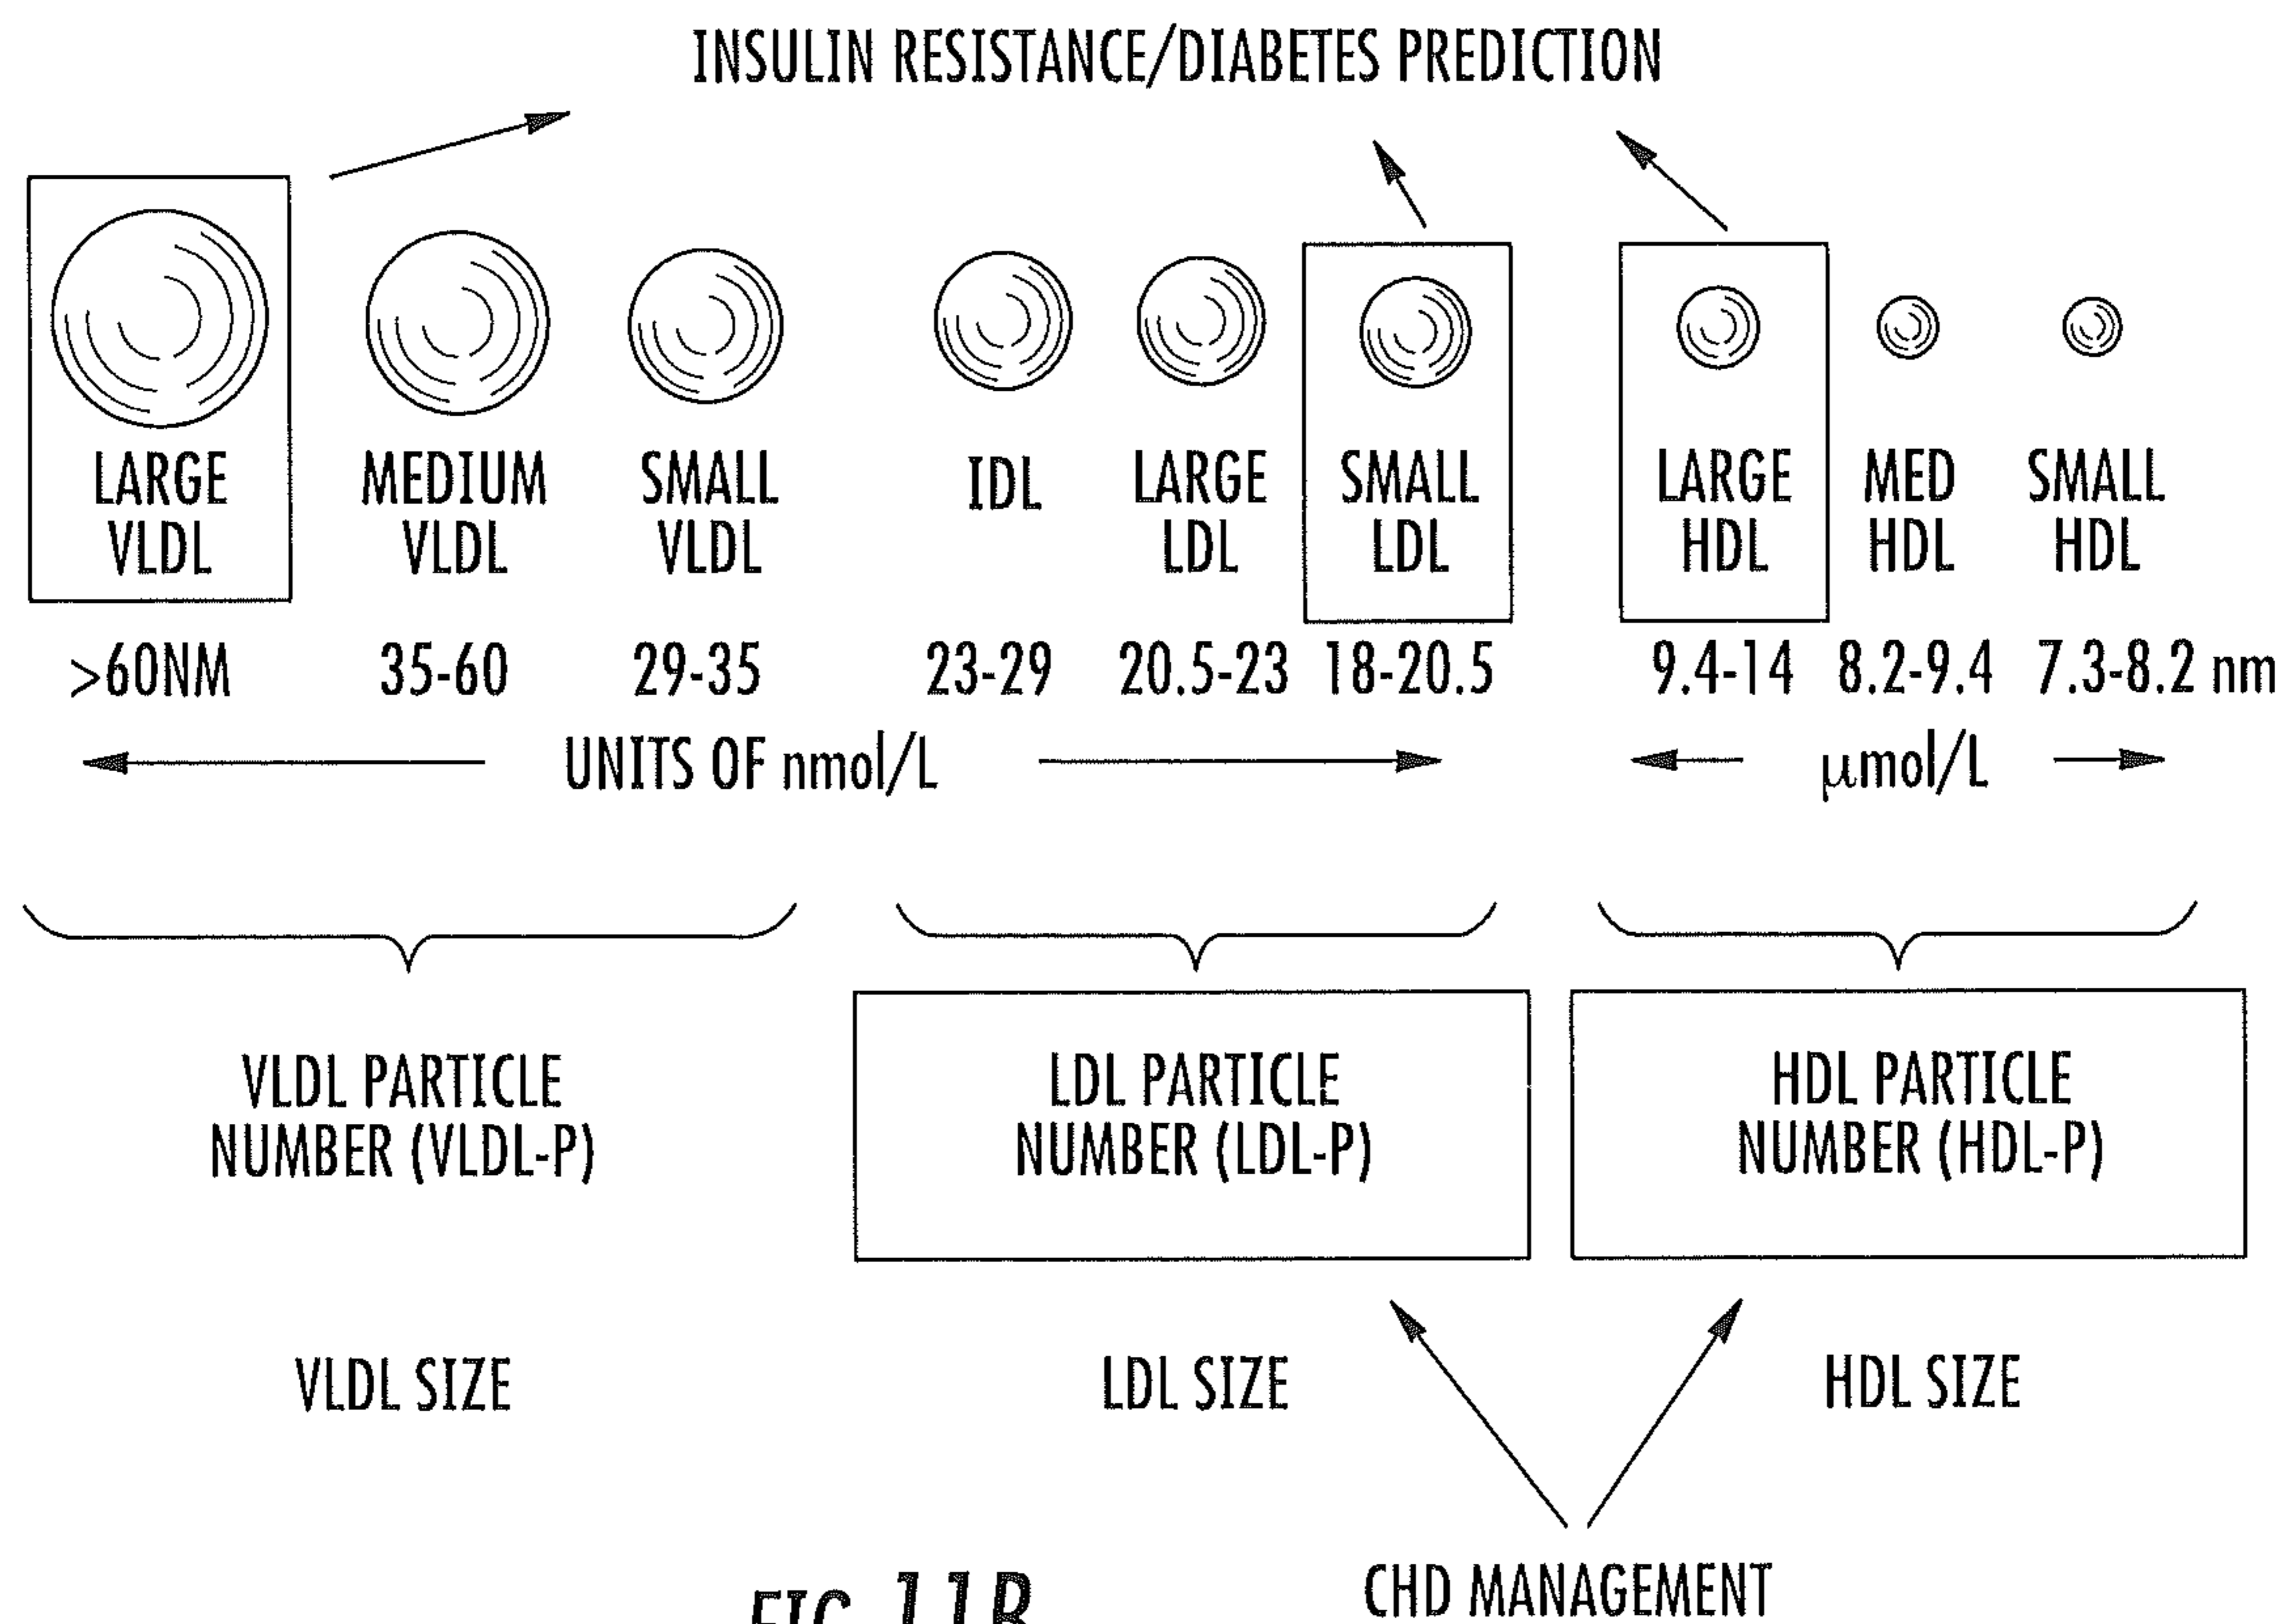 INSULIN RESISTANCE/DIABETES PREDICTION
LARGE
VLDL
MEDIUM
VLDL
SMALL
VLDL
IDL
LARGE
LDL
SMALL
LDL
LARGE
HDL
MED
HDL
SMALL
HDL
>60NM 35-60 29-35 23-29 20.5-23 18-20.5 9.4-14 8.2-9.4 7.3-8.2 nm
UNITS OF nmol/L μmol/L
VLDL PARTICLE
NUMBER (VLDL-P)
LDL PARTICLE
NUMBER (LDL-P)
HDL PARTICLE
NUMBER (HDL-P)
VLDL SIZE LDL SIZE HDL SIZE
CHD MANAGEMENT
FIG. 11B